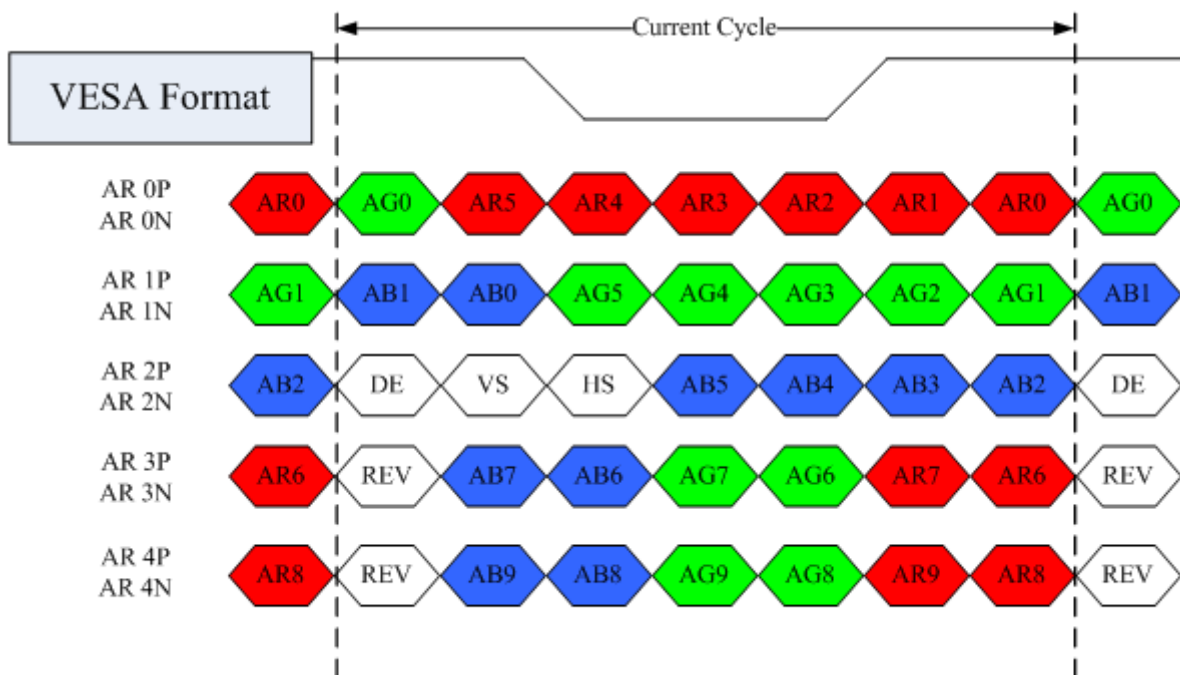 Current Cycle
VESA Format
AR 0P
AR 0N
AR0 AG0 AR5 AR4 AR3 AR2 AR1 AR0 AG0
AR 1P
AR 1N
AG1 AB1 AB0 AG5 AG4 AG3 AG2 AG1 AB1
AR 2P
AR 2N
AB2 DE VS HS AB5 AB4 AB3 AB2 DE
AR 3P
AR 3N
AR6 REV AB7 AB6 AG7 AG6 AR7 AR6 REV
AR 4P
AR 4N
AR8 REV AB9 AB8 AG9 AG8 AR9 AR8 REV